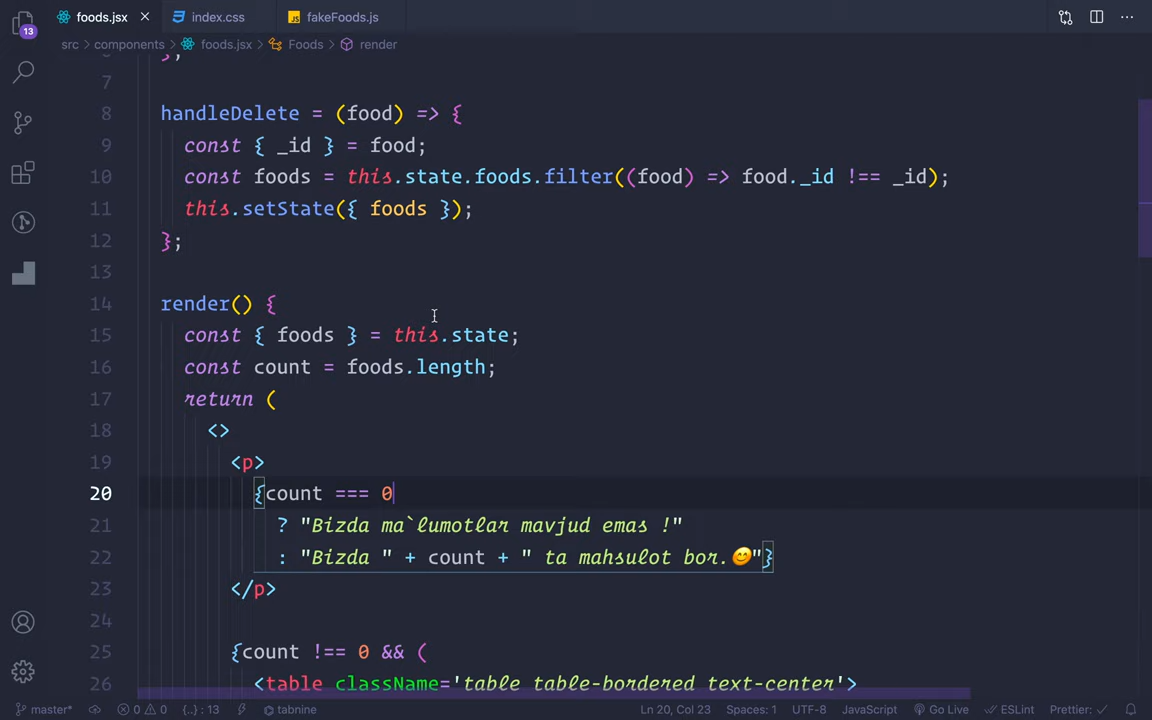 foods.jsx index.css fakeFoods.js
13
src > components > foods.jsx > Foods > render
6 };
7
8 handleDelete = (food) => {
9 const { _id } = food;
10 const foods = this.state.foods.filter((food) => food._id !== _id);
11 this.setState({ foods });
12 };
13
14 render() {
15 const { foods } = this.state;
16 const count = foods.length;
17 return (
18 <>
19 <p>
20 {count === 0
21 ? "Bizda ma`lumotlar mavjud emas !"
22 : "Bizda " + count + " ta mahsulot bor.😊"}
23 </p>
24
25 {count !== 0 && (
26 <table className='table table-bordered text-center'>
master* 0 0 {..} : 13 tabnine Ln 20, Col 23 Spaces: 1 UTF-8 JavaScript Go Live ESLint Prettier: ✓